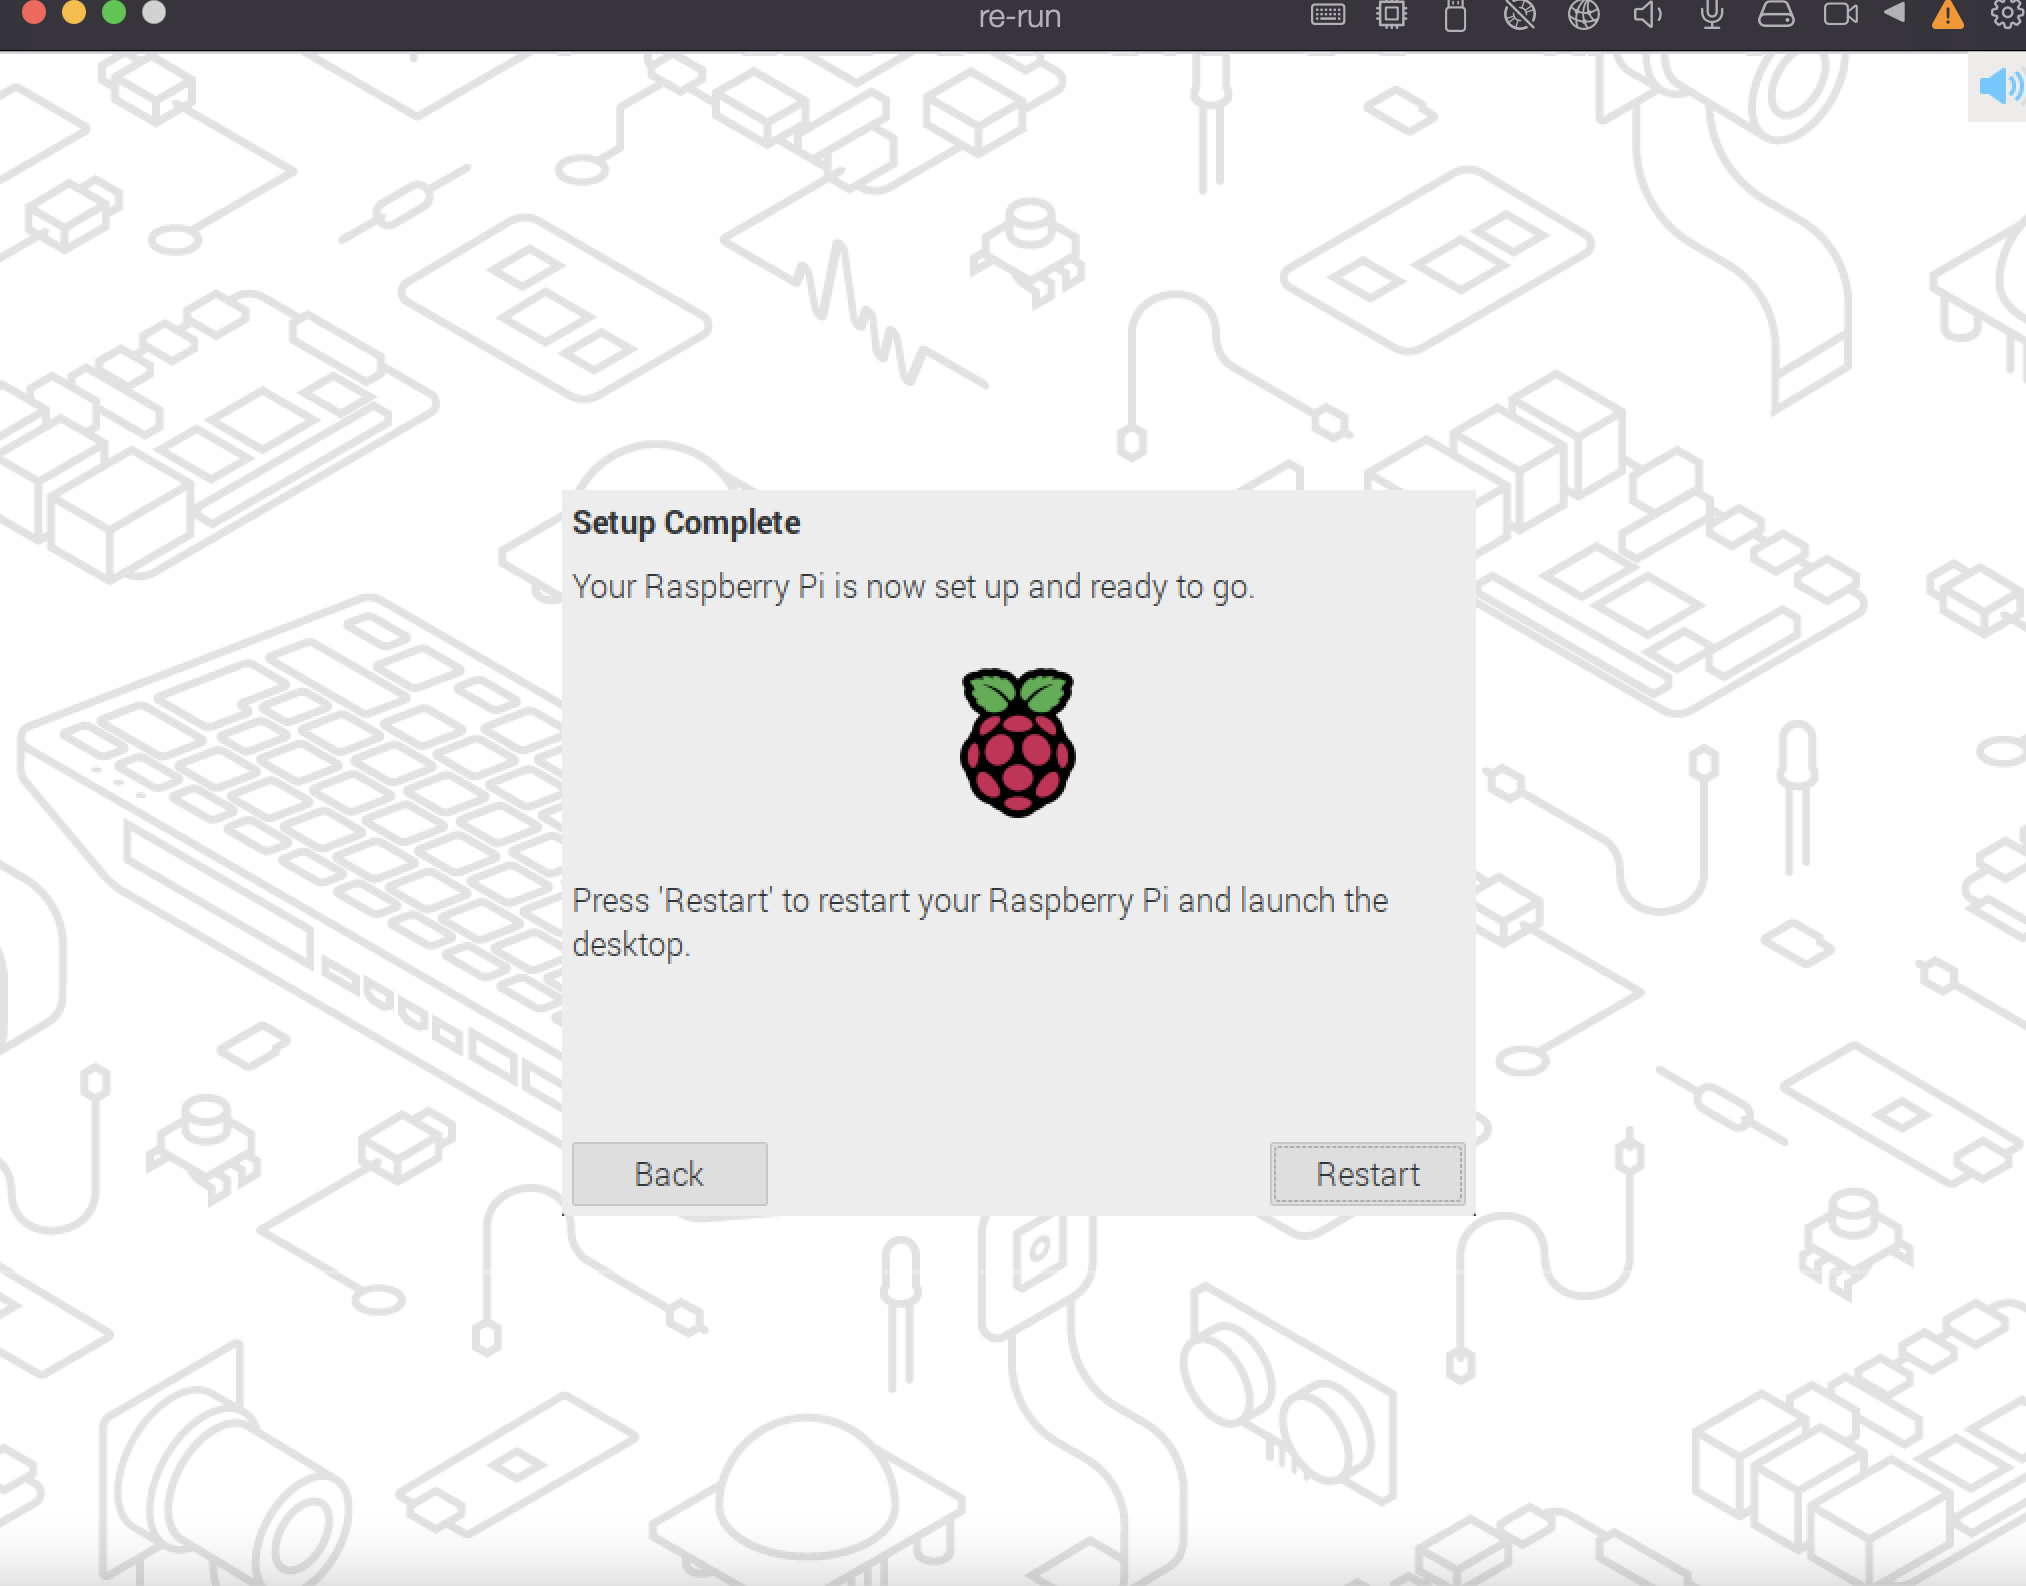 re-run
Setup Complete
Your Raspberry Pi is now set up and ready to go.
Press 'Restart' to restart your Raspberry Pi and launch the
desktop.
Back
Restart